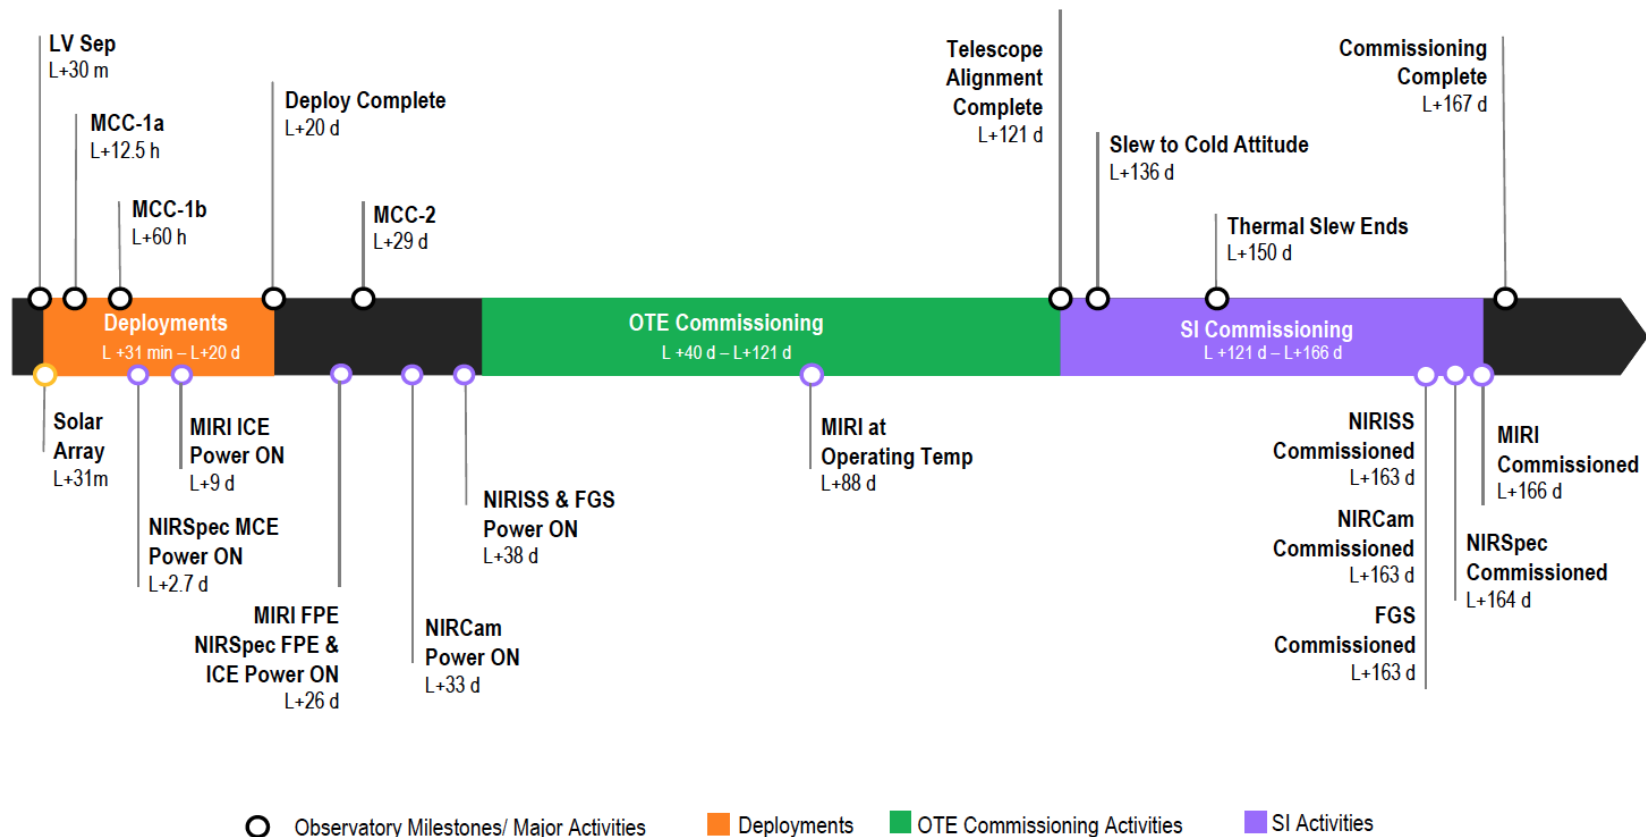 LV Sep
L+30 m
MCC-1a
L+12.5 h
MCC-1b
L+60 h
Deploy Complete
L+20 d
MCC-2
L+29 d
Telescope
Alignment
Complete
L+121 d
Slew to Cold Attitude
L+136 d
Thermal Slew Ends
L+150 d
Commissioning
Complete
L+167 d
Deployments
L +31 min – L+20 d
OTE Commissioning
L +40 d – L+121 d
SI Commissioning
L +121 d – L+166 d
Solar
Array
L+31m
NIRSpec MCE
Power ON
L+2.7 d
MIRI ICE
Power ON
L+9 d
MIRI FPE
NIRSpec FPE &
ICE Power ON
L+26 d
NIRCam
Power ON
L+33 d
NIRISS & FGS
Power ON
L+38 d
MIRI at
Operating Temp
L+88 d
NIRISS
Commissioned
L+163 d
NIRCam
Commissioned
L+163 d
FGS
Commissioned
L+163 d
NIRSpec
Commissioned
L+164 d
MIRI
Commissioned
L+166 d
Observatory Milestones/ Major Activities
Deployments
OTE Commissioning Activities
SI Activities